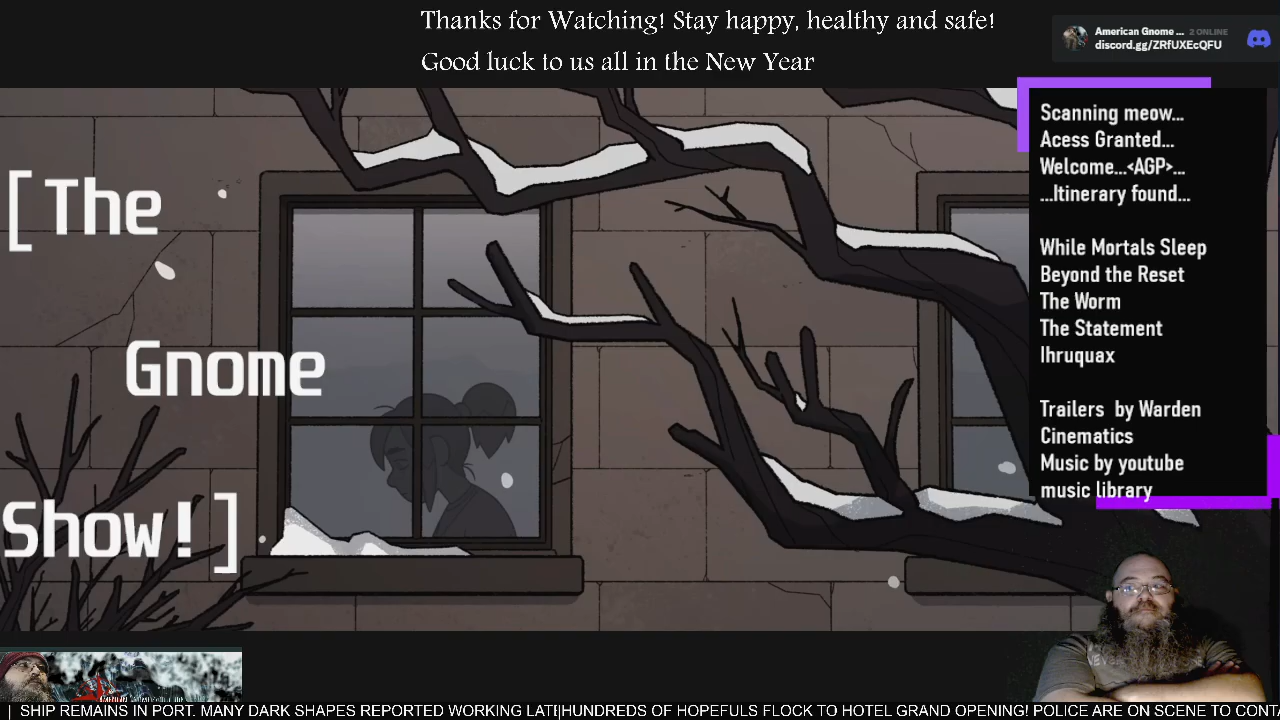 Thanks for Watching! Stay happy, healthy and safe!
Good luck to us all in the New Year
American Gnome ... 2 ONLINE
discord.gg/ZRfUXEcQFU
[The
Gnome
Show!]
Scanning meow...
Acess Granted...
Welcome...<AGP>...
...Itinerary found...
While Mortals Sleep
Beyond the Reset
The Worm
The Statement
Ihruquax
Trailers by Warden
Cinematics
Music by youtube
music library
| SHIP REMAINS IN PORT. MANY DARK SHAPES REPORTED WORKING LATE|HUNDREDS OF HOPEFULS FLOCK TO HOTEL GRAND OPENING! POLICE ARE ON SCENE TO CONT